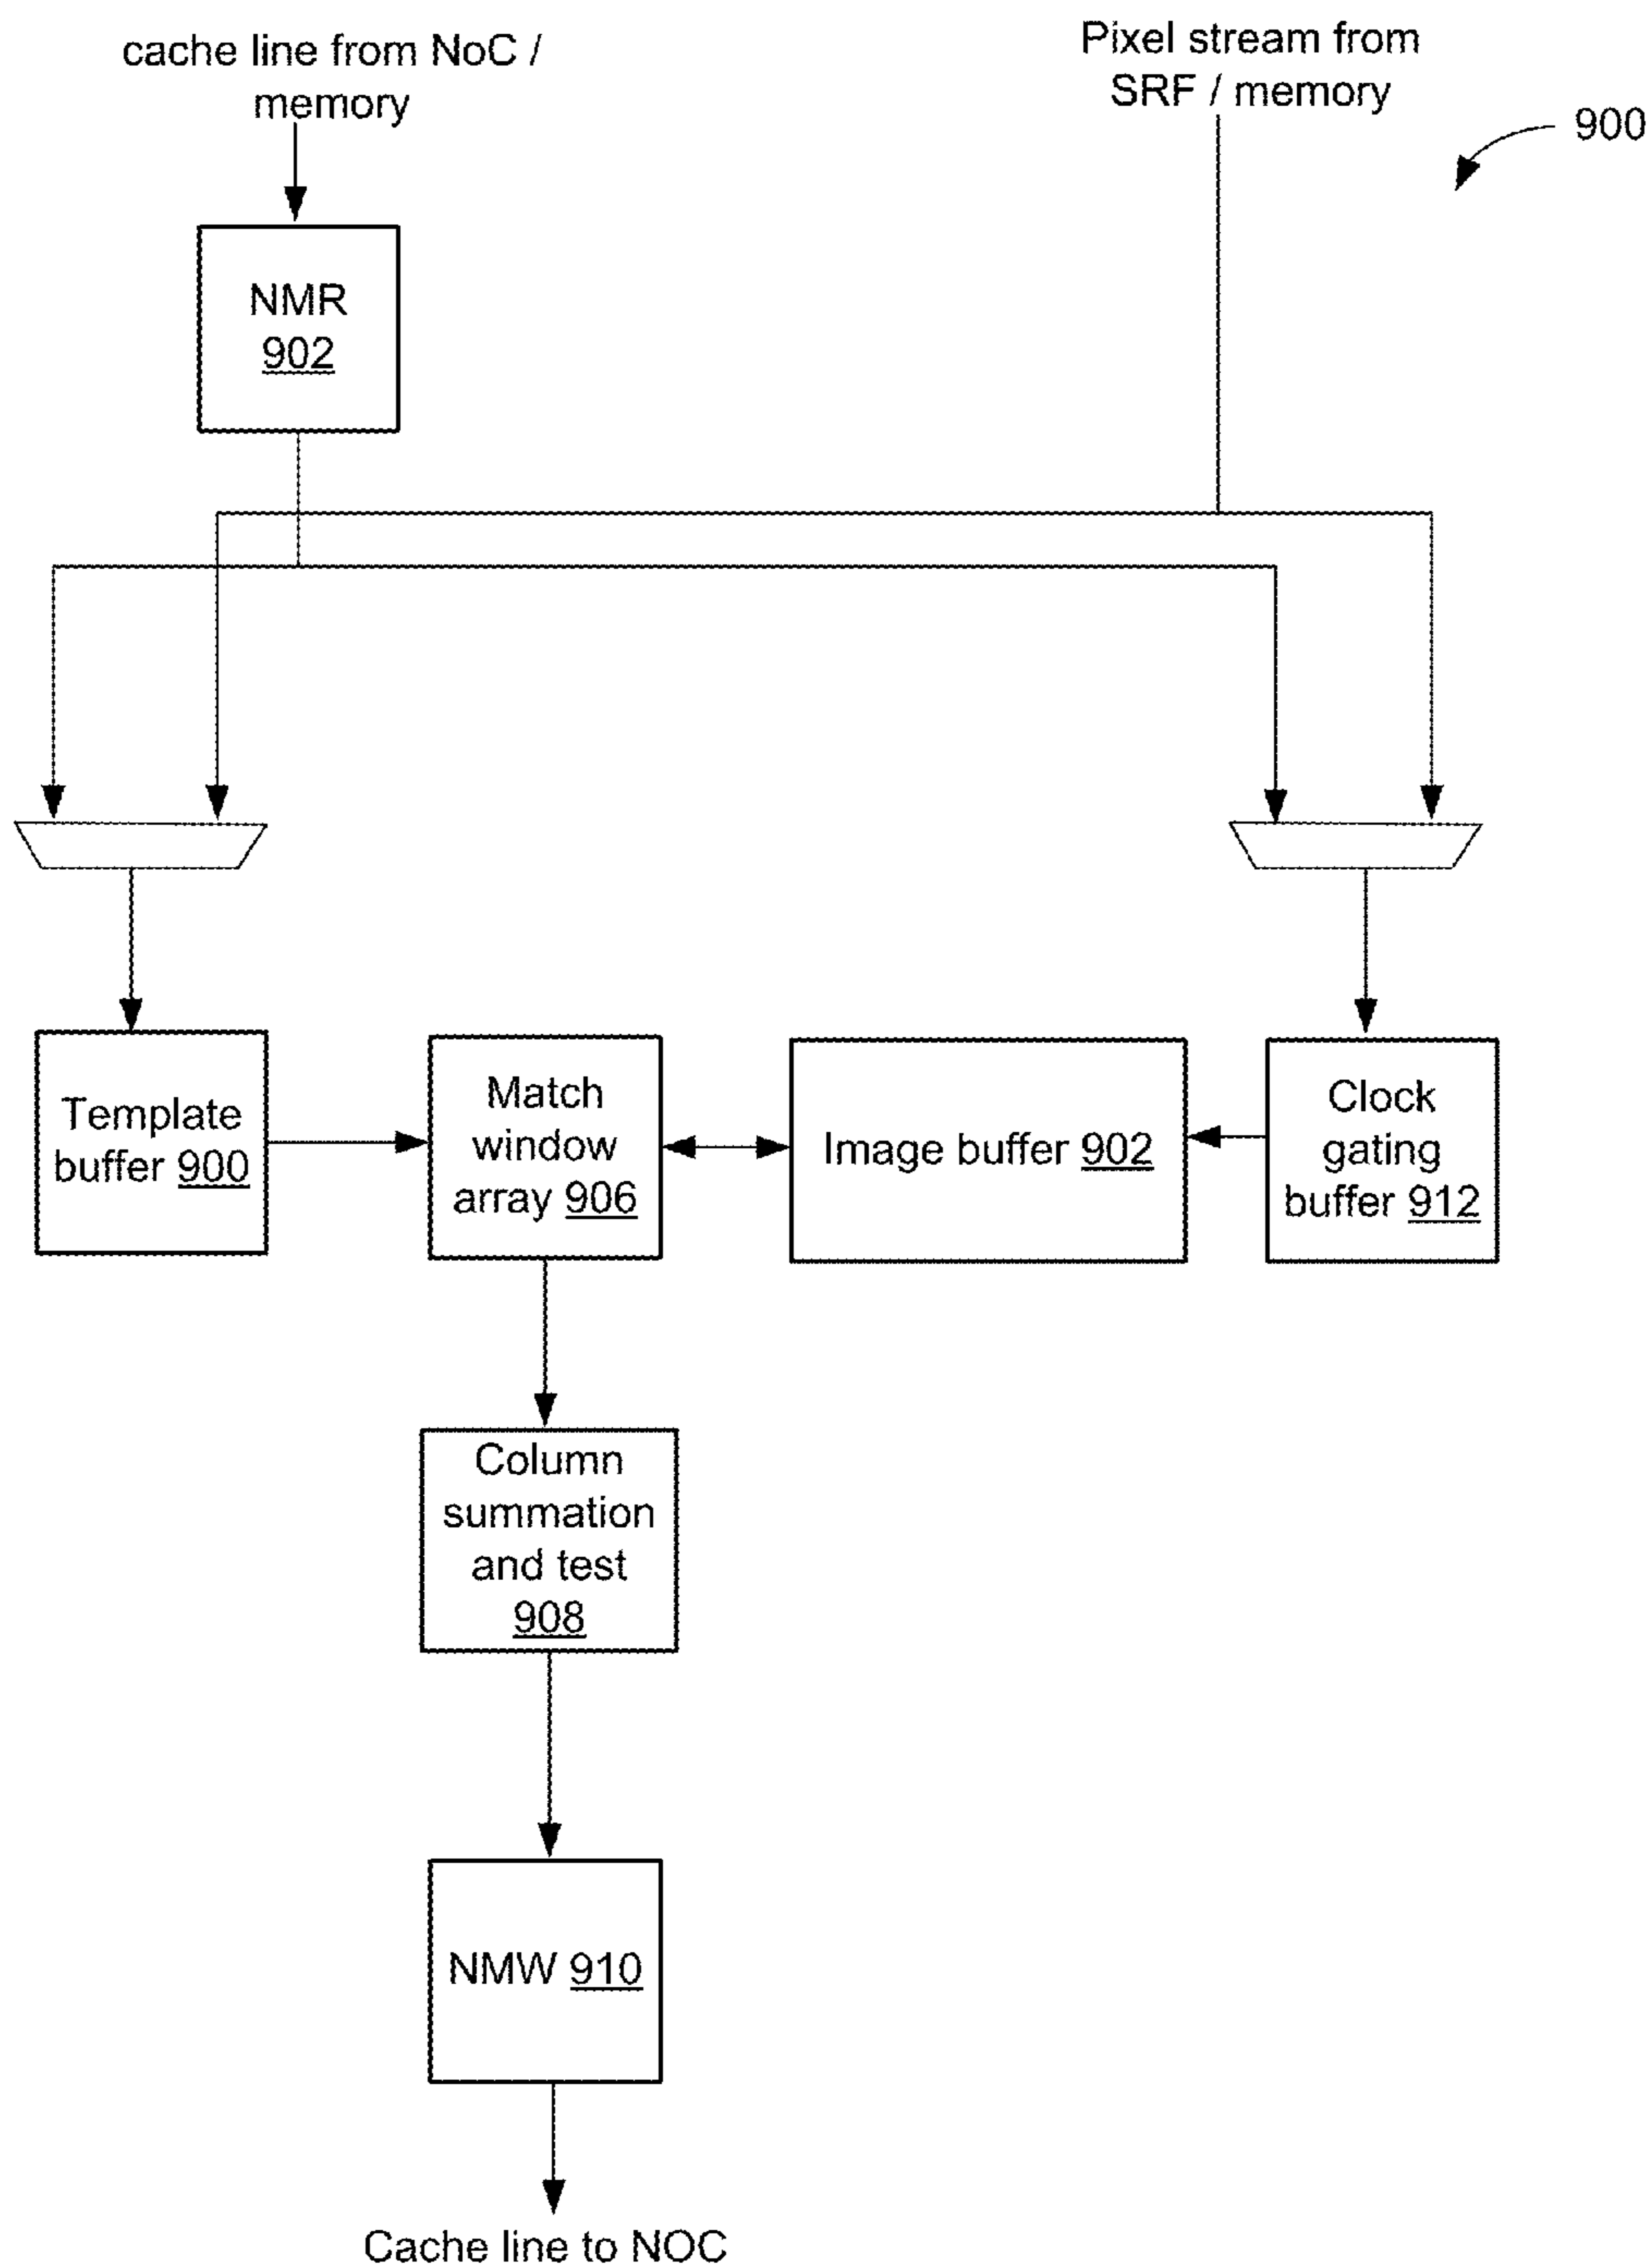 cache line from NoC /
memory
Pixel stream from
SRF / memory
900
NMR
902
Template
buffer 900
Match
window
array 906
Image buffer 902
Clock
gating
buffer 912
Column
summation
and test
908
NMW 910
Cache line to NOC